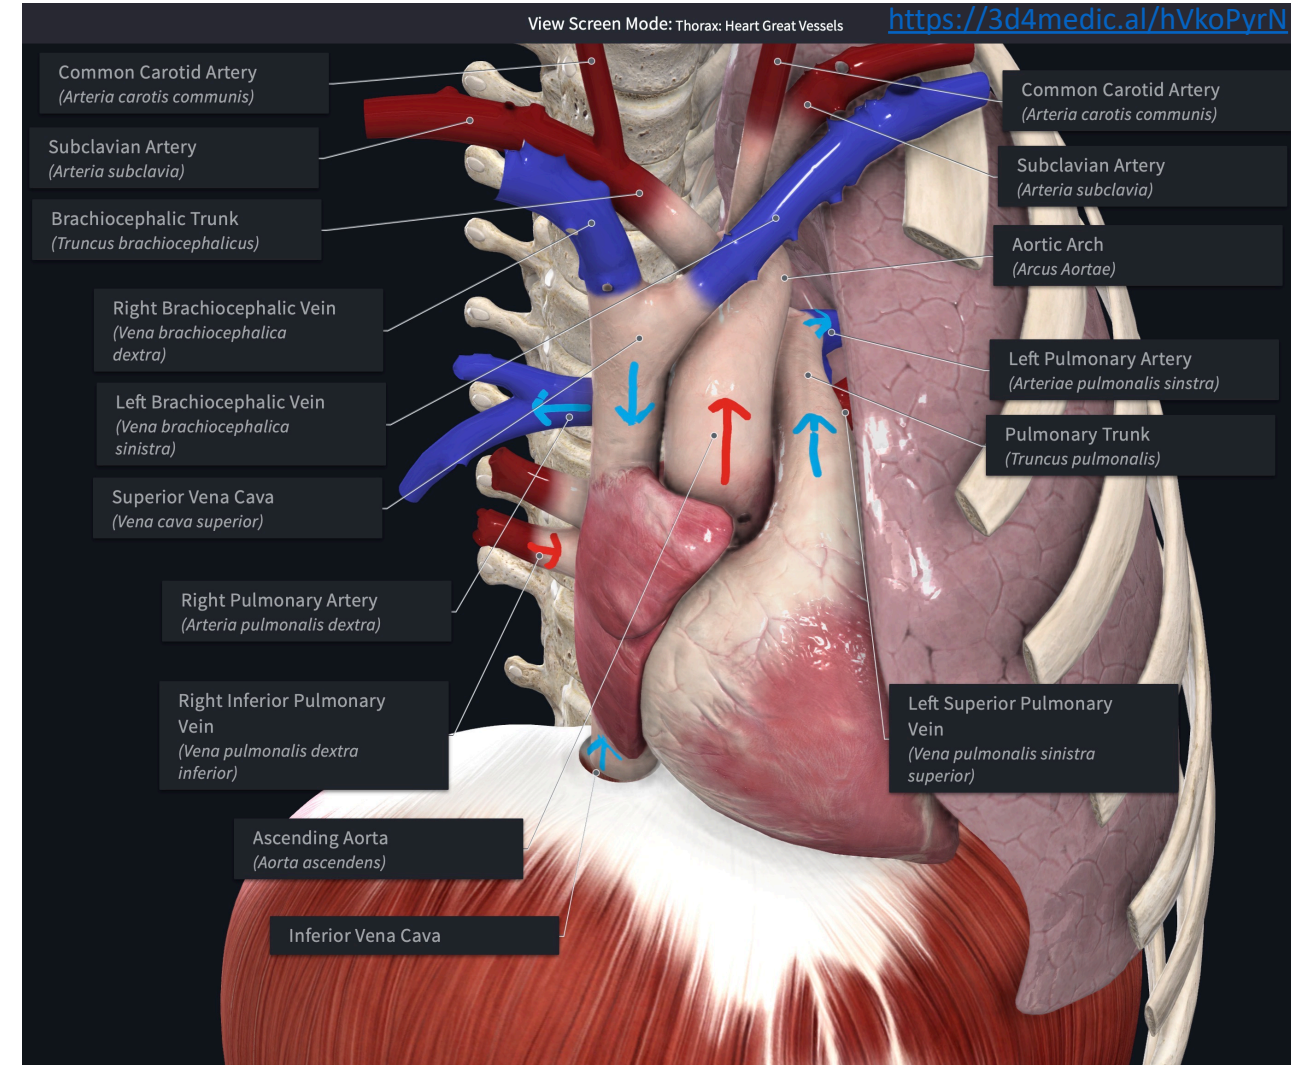 View Screen Mode: Thorax: Heart Great Vessels
https://3d4medic.al/hVkoPyrN
Common Carotid Artery
(Arteria carotis communis)
Subclavian Artery
(Arteria subclavia)
Brachiocephalic Trunk
(Truncus brachiocephalicus)
Right Brachiocephalic Vein
(Vena brachiocephalica
dextra)
Left Brachiocephalic Vein
(Vena brachiocephalica
sinistra)
Superior Vena Cava
(Vena cava superior)
Right Pulmonary Artery
(Arteria pulmonalis dextra)
Right Inferior Pulmonary
Vein
(Vena pulmonalis dextra
inferior)
Ascending Aorta
(Aorta ascendens)
Inferior Vena Cava
Common Carotid Artery
(Arteria carotis communis)
Subclavian Artery
(Arteria subclavia)
Aortic Arch
(Arcus Aortae)
Left Pulmonary Artery
(Arteriae pulmonalis sinstra)
Pulmonary Trunk
(Truncus pulmonalis)
Left Superior Pulmonary
Vein
(Vena pulmonalis sinistra
superior)